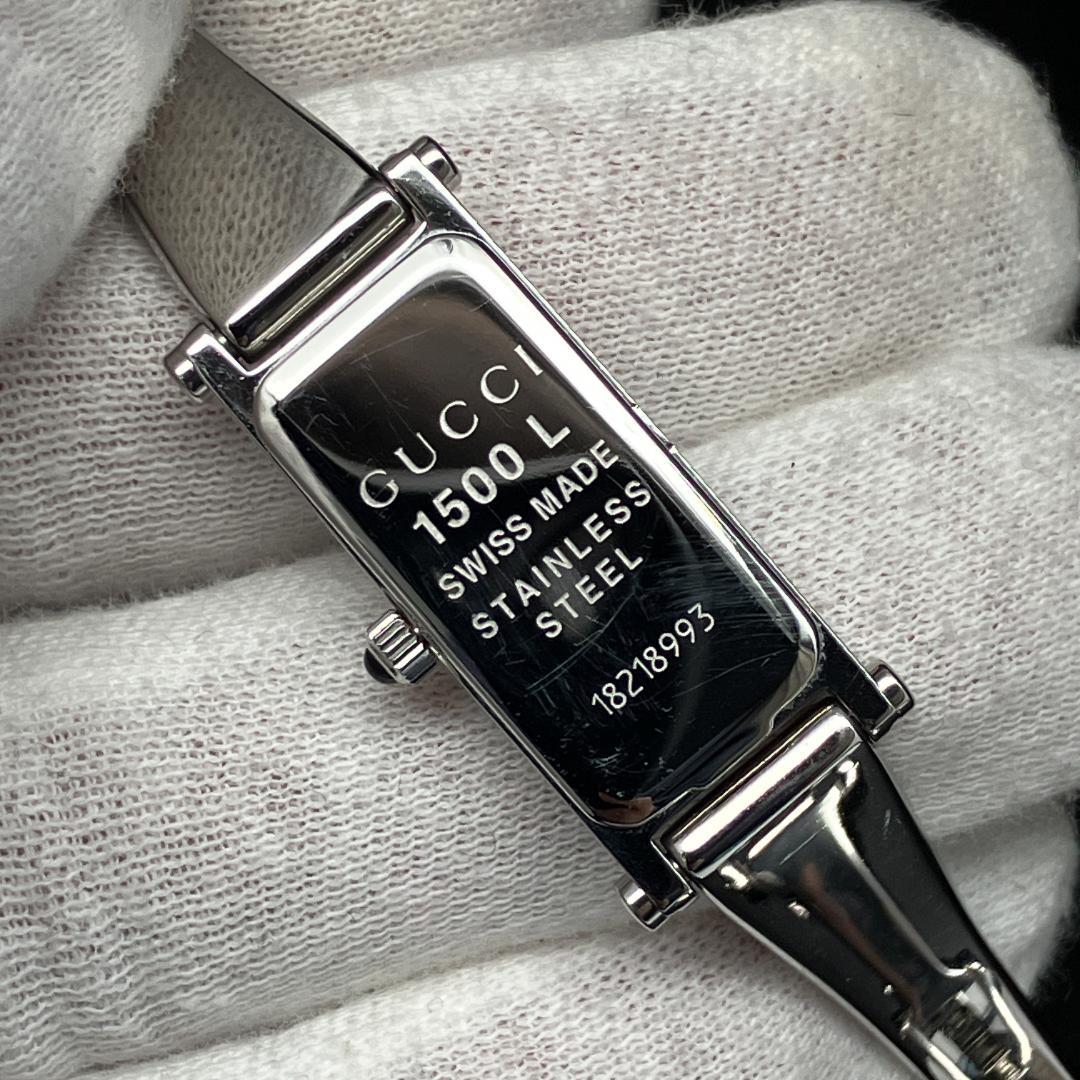 GUCCI
1500 L
SWISS MADE
STAINLESS
STEEL
18218993